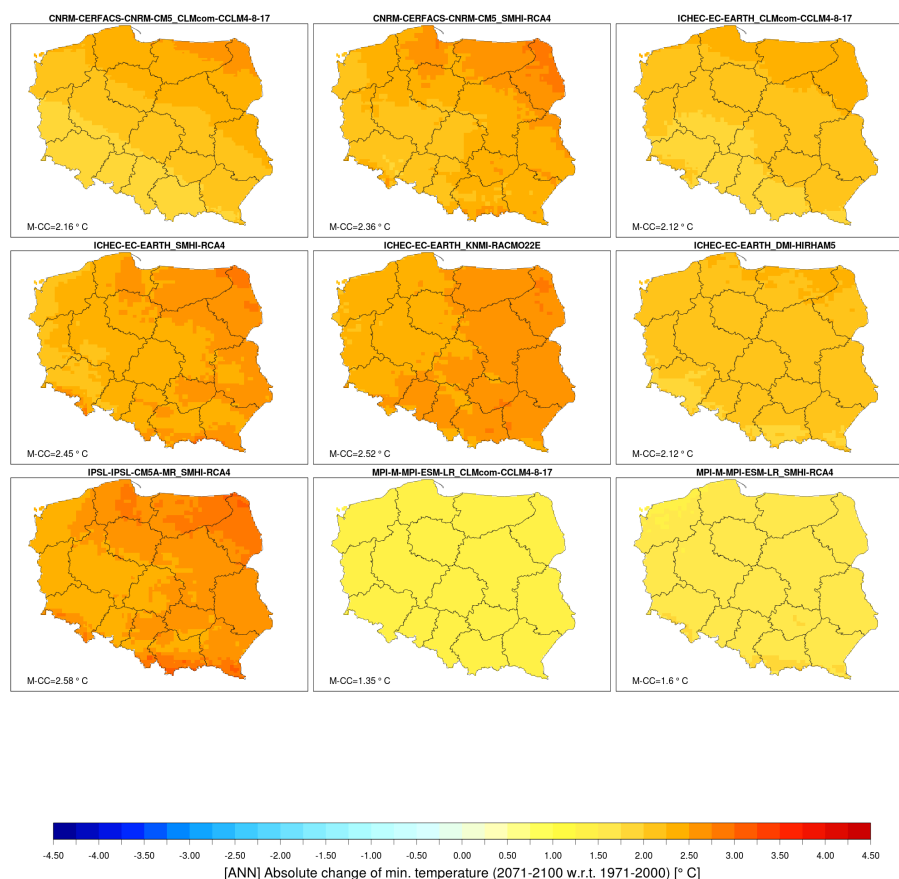 CNRM-CERFACS-CNRM-CM5_CLMcom-CCLM4-8-17
CNRM-CERFACS-CNRM-CM5_SMHI-RCA4
ICHEC-EC-EARTH_CLMcom-CCLM4-8-17
M-CC=2.16 ° C
M-CC=2.36 ° C
M-CC=2.12 ° C
ICHEC-EC-EARTH_SMHI-RCA4
ICHEC-EC-EARTH_KNMI-RACMO22E
ICHEC-EC-EARTH_DMI-HIRHAM5
M-CC=2.45 ° C
M-CC=2.52 ° C
M-CC=2.12 ° C
IPSL-IPSL-CM5A-MR_SMHI-RCA4
MPI-M-MPI-ESM-LR_CLMcom-CCLM4-8-17
MPI-M-MPI-ESM-LR_SMHI-RCA4
M-CC=2.58 ° C
M-CC=1.35 ° C
M-CC=1.6 ° C
-4.50 -4.00 -3.50 -3.00 -2.50 -2.00 -1.50 -1.00 -0.50 0.00 0.50 1.00 1.50 2.00 2.50 3.00 3.50 4.00 4.50
[ANN] Absolute change of min. temperature (2071-2100 w.r.t. 1971-2000) [° C]